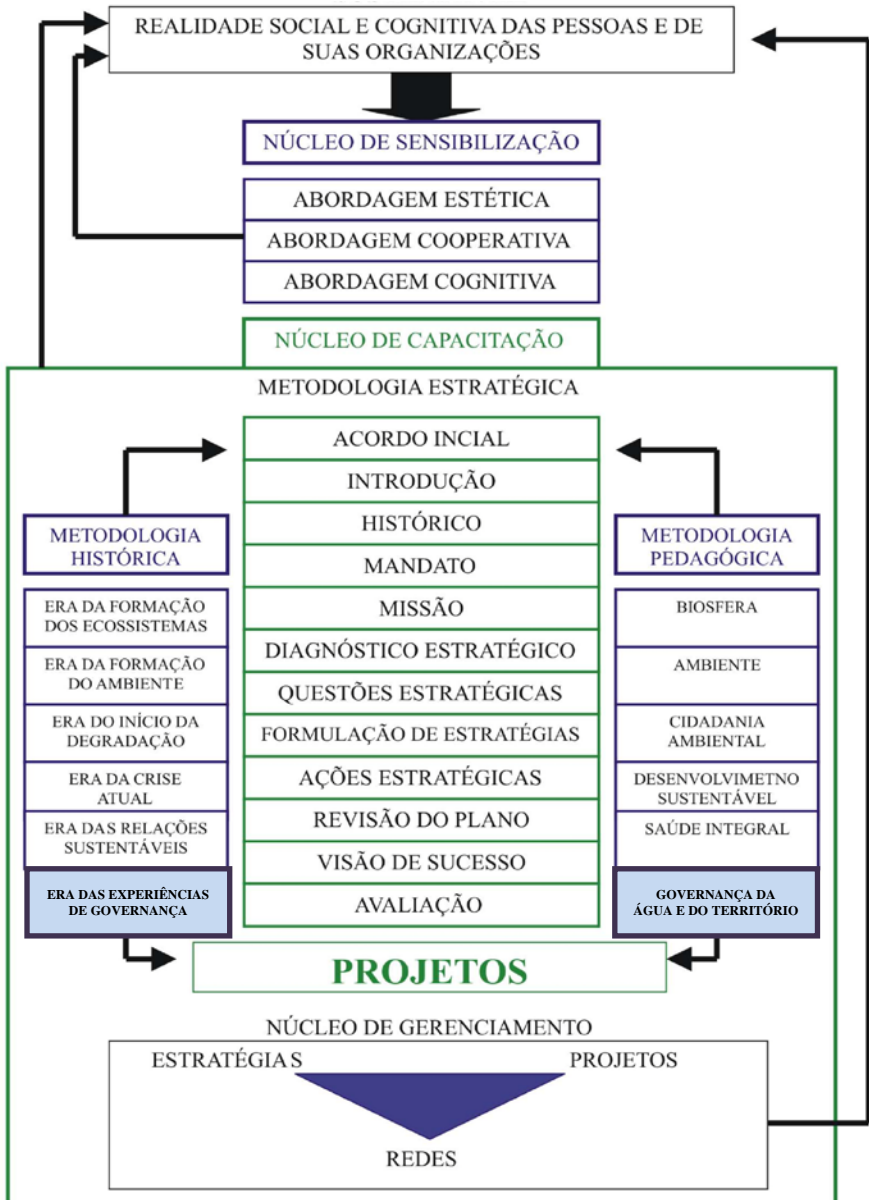 REALIDADE SOCIAL E COGNITIVA DAS PESSOAS E DE
SUAS ORGANIZAÇÕES
NÚCLEO DE SENSIBILIZAÇÃO
ABORDAGEM ESTÉTICA
ABORDAGEM COOPERATIVA
ABORDAGEM COGNITIVA
NÚCLEO DE CAPACITAÇÃO
METODOLOGIA ESTRATÉGICA
METODOLOGIA
HISTÓRICA
ERA DA FORMAÇÃO
DOS ECOSSISTEMAS
ERA DA FORMAÇÃO
DO AMBIENTE
ERA DO INÍCIO DA
DEGRADAÇÃO
ERA DA CRISE
ATUAL
ERA DAS RELAÇÕES
SUSTENTÁVEIS
ERA DAS EXPERIÊNCIAS
DE GOVERNANÇA
ACORDO INCIAL
INTRODUÇÃO
HISTÓRICO
MANDATO
MISSÃO
DIAGNÓSTICO ESTRATÉGICO
QUESTÕES ESTRATÉGICAS
FORMULAÇÃO DE ESTRATÉGIAS
AÇÕES ESTRATÉGICAS
REVISÃO DO PLANO
VISÃO DE SUCESSO
AVALIAÇÃO
METODOLOGIA
PEDAGÓGICA
BIOSFERA
AMBIENTE
CIDADANIA
AMBIENTAL
DESENVOLVIMETNO
SUSTENTÁVEL
SAÚDE INTEGRAL
GOVERNANÇA DA
ÁGUA E DO TERRITÓRIO
PROJETOS
NÚCLEO DE GERENCIAMENTO
ESTRATÉGIAS
PROJETOS
REDES